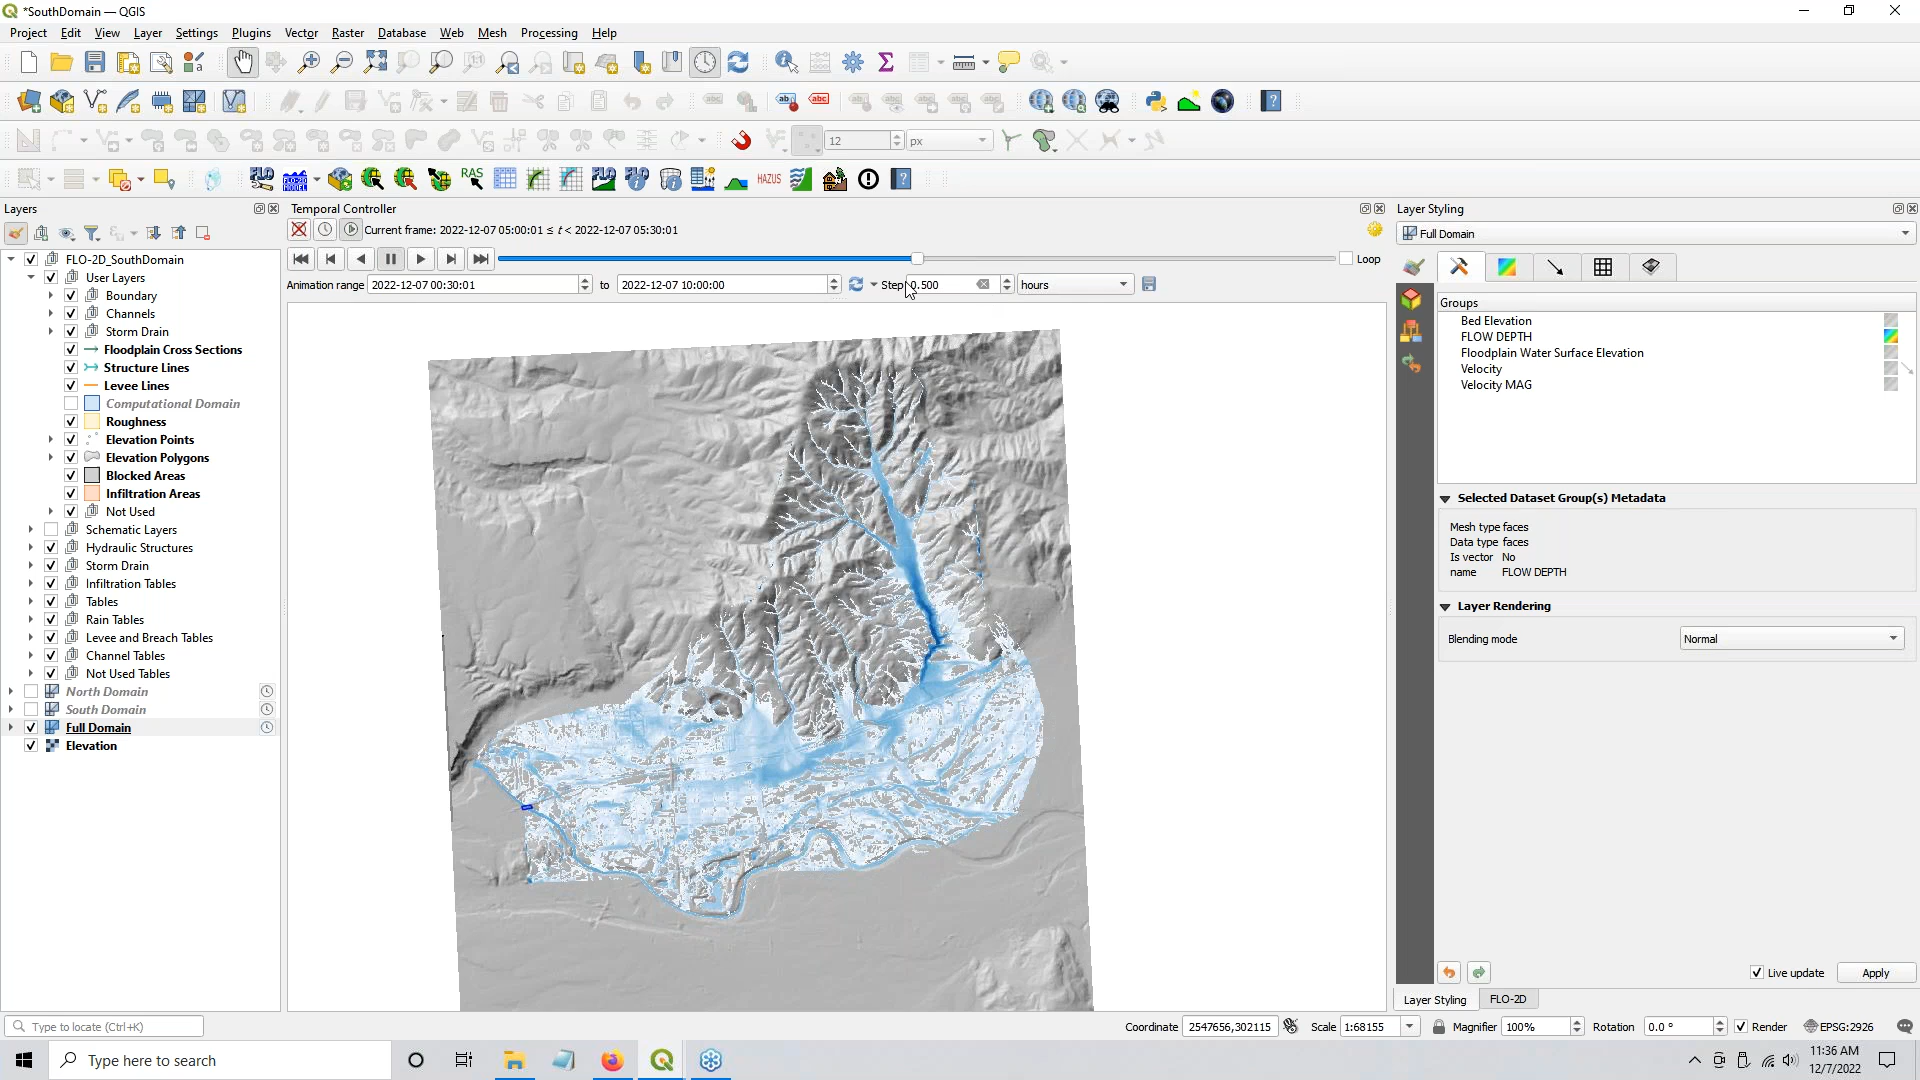 *SouthDomain — QGIS
Project Edit View Layer Settings Plugins Vector Raster Database Web Mesh Processing Help
12 px
RAS HAZUS
Layers
FLO-2D_SouthDomain
User Layers
Boundary
Channels
Storm Drain
Floodplain Cross Sections
Structure Lines
Levee Lines
Computational Domain
Roughness
Elevation Points
Elevation Polygons
Blocked Areas
Infiltration Areas
Not Used
Schematic Layers
Hydraulic Structures
Storm Drain
Infiltration Tables
Tables
Rain Tables
Levee and Breach Tables
Channel Tables
Not Used Tables
North Domain
South Domain
Full Domain
Elevation
Temporal Controller
Current frame: 2022-12-07 05:00:01 ≤ t < 2022-12-07 05:30:01
Loop
Animation range 2022-12-07 00:30:01 to 2022-12-07 10:00:00 Step 0.500 hours
Layer Styling
Full Domain
Groups
Bed Elevation
FLOW DEPTH
Floodplain Water Surface Elevation
Velocity
Velocity MAG
Selected Dataset Group(s) Metadata
Mesh type faces
Data type faces
Is vector No
name FLOW DEPTH
Layer Rendering
Blending mode Normal
Live update Apply
Layer Styling FLO-2D
Type to locate (Ctrl+K)
Coordinate 2547656,302115 Scale 1:68155 Magnifier 100% Rotation 0.0 ° Render EPSG:2926
Type here to search
11:36 AM
12/7/2022